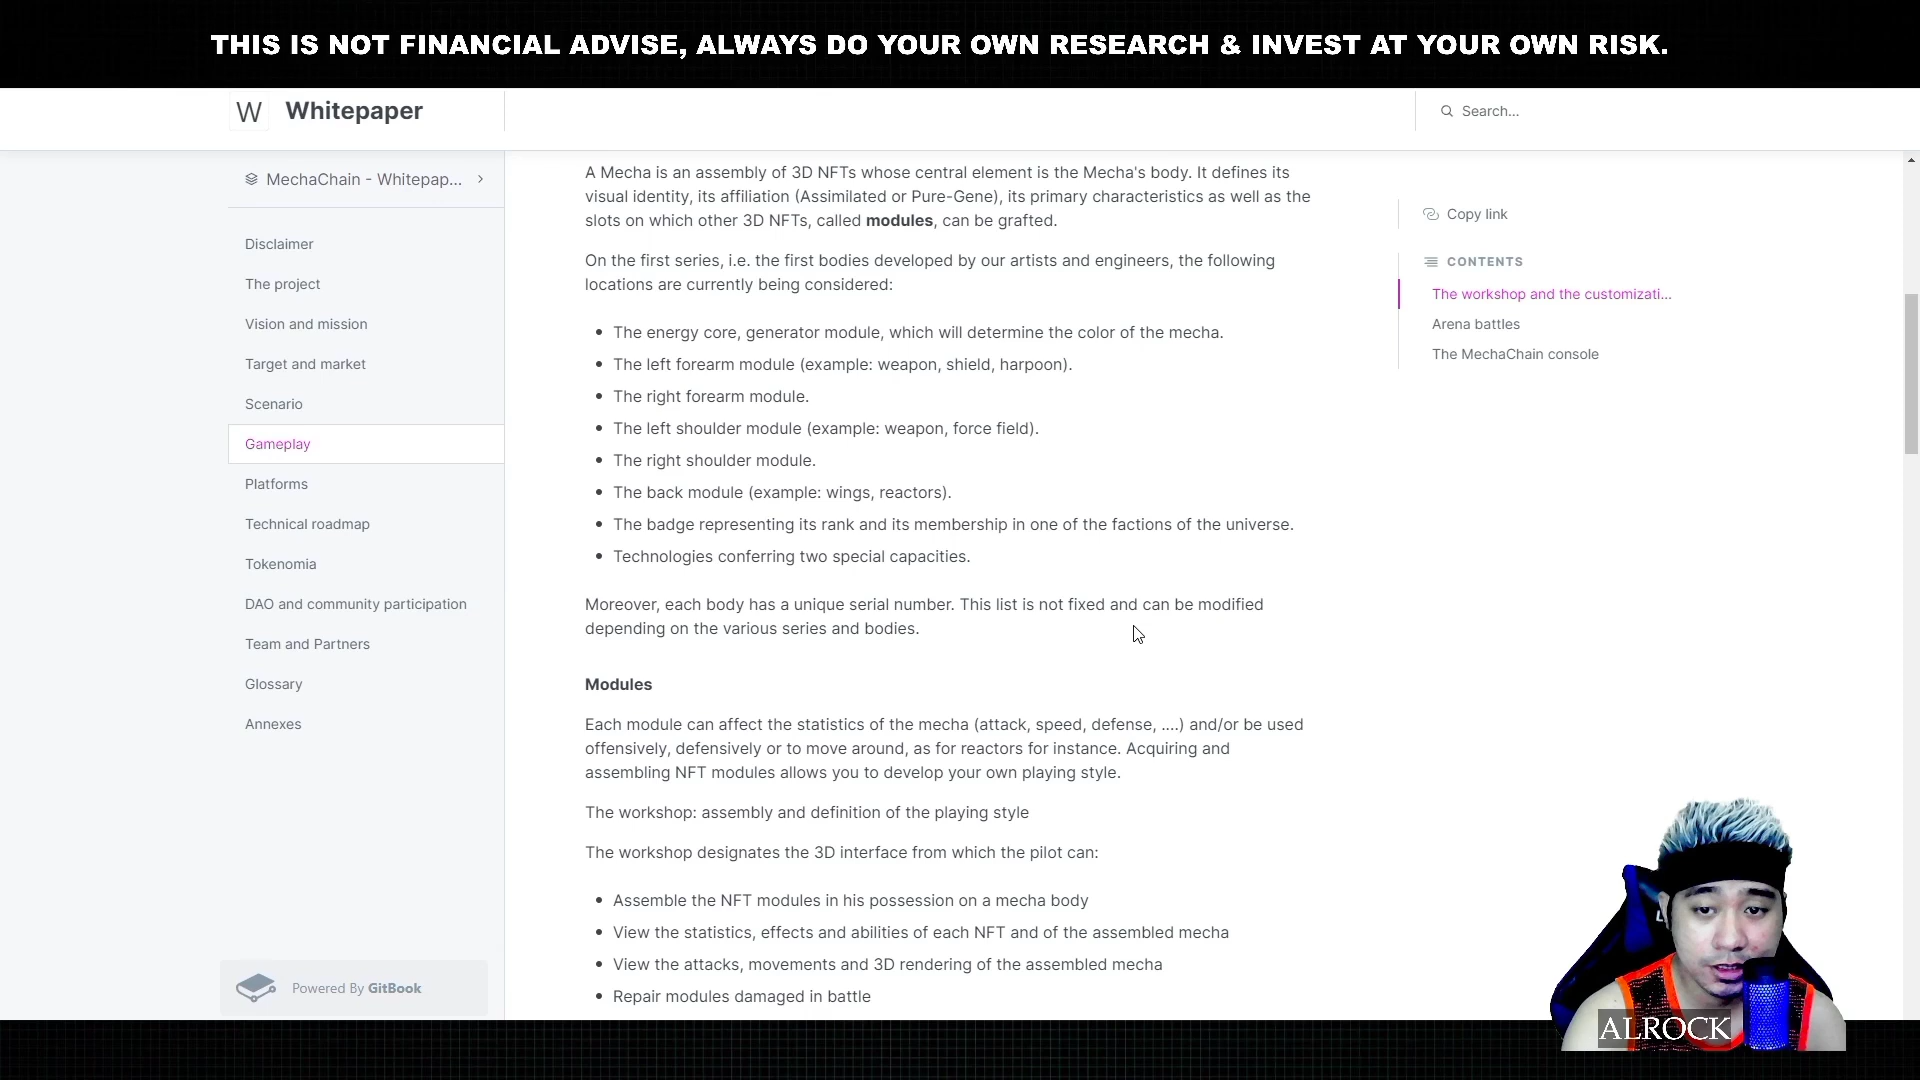 THIS IS NOT FINANCIAL ADVISE, ALWAYS DO YOUR OWN RESEARCH & INVEST AT YOUR OWN RISK.
W Whitepaper
Search...
MechaChain - Whitepap...
Disclaimer
The project
Vision and mission
Target and market
Scenario
Gameplay
Platforms
Technical roadmap
Tokenomia
DAO and community participation
Team and Partners
Glossary
Annexes
Powered By GitBook
A Mecha is an assembly of 3D NFTs whose central element is the Mecha's body. It defines its
visual identity, its affiliation (Assimilated or Pure-Gene), its primary characteristics as well as the
slots on which other 3D NFTs, called modules, can be grafted.
On the first series, i.e. the first bodies developed by our artists and engineers, the following
locations are currently being considered:
• The energy core, generator module, which will determine the color of the mecha.
• The left forearm module (example: weapon, shield, harpoon).
• The right forearm module.
• The left shoulder module (example: weapon, force field).
• The right shoulder module.
• The back module (example: wings, reactors).
• The badge representing its rank and its membership in one of the factions of the universe.
• Technologies conferring two special capacities.
Moreover, each body has a unique serial number. This list is not fixed and can be modified
depending on the various series and bodies.
Modules
Each module can affect the statistics of the mecha (attack, speed, defense, ....) and/or be used
offensively, defensively or to move around, as for reactors for instance. Acquiring and
assembling NFT modules allows you to develop your own playing style.
The workshop: assembly and definition of the playing style
The workshop designates the 3D interface from which the pilot can:
• Assemble the NFT modules in his possession on a mecha body
• View the statistics, effects and abilities of each NFT and of the assembled mecha
• View the attacks, movements and 3D rendering of the assembled mecha
• Repair modules damaged in battle
Copy link
CONTENTS
The workshop and the customizati...
Arena battles
The MechaChain console
ALROCK